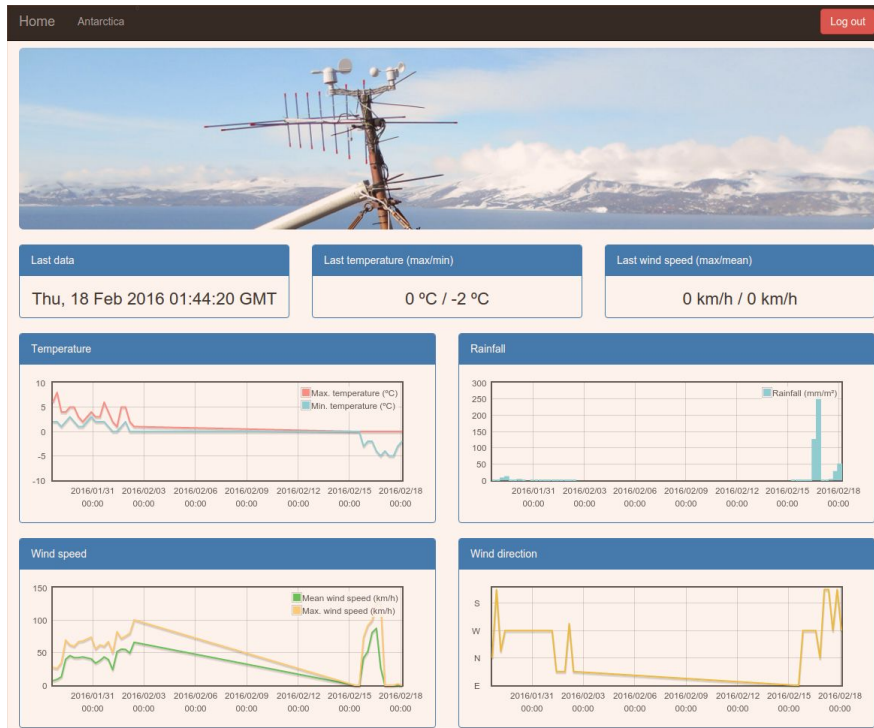 Home Antarctica Log out
Last data Last temperature (max/min) Last wind speed (max/mean)
Thu, 18 Feb 2016 01:44:20 GMT 0 ºC / -2 ºC 0 km/h / 0 km/h
Temperature
10
5
0
-5
-10
Max. temperature (ºC)
Min. temperature (ºC)
2016/01/31 2016/02/03 2016/02/06 2016/02/09 2016/02/12 2016/02/15 2016/02/18
00:00 00:00 00:00 00:00 00:00 00:00 00:00
Rainfall
300
250
200
150
100
50
0
Rainfall (mm/m²)
2016/01/31 2016/02/03 2016/02/06 2016/02/09 2016/02/12 2016/02/15 2016/02/18
00:00 00:00 00:00 00:00 00:00 00:00 00:00
Wind speed
150
100
50
0
Mean wind speed (km/h)
Max. wind speed (km/h)
2016/01/31 2016/02/03 2016/02/06 2016/02/09 2016/02/12 2016/02/15 2016/02/18
00:00 00:00 00:00 00:00 00:00 00:00 00:00
Wind direction
S
W
N
E
2016/01/31 2016/02/03 2016/02/06 2016/02/09 2016/02/12 2016/02/15 2016/02/18
00:00 00:00 00:00 00:00 00:00 00:00 00:00